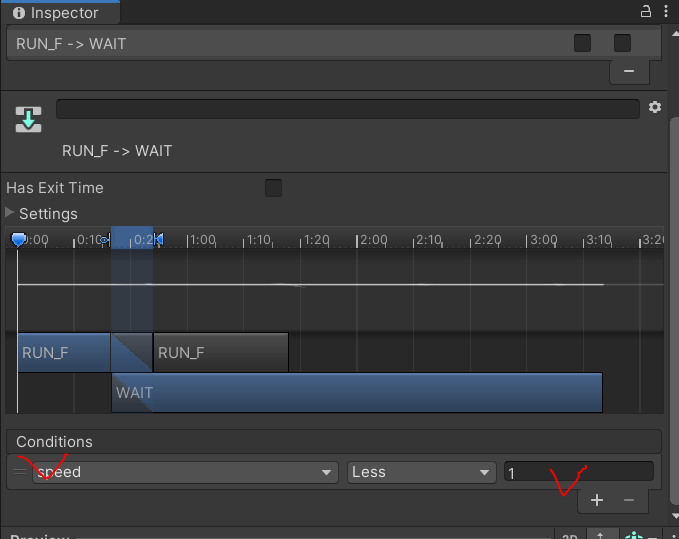 Inspector
RUN_F -> WAIT
RUN_F -> WAIT
Has Exit Time
Settings
0:00 0:10 0:2 1:00 1:10 1:20 2:00 2:10 2:20 3:00 3:10 3:20
RUN_F RUN_F
WAIT
Conditions
speed Less 1
Preview 2D